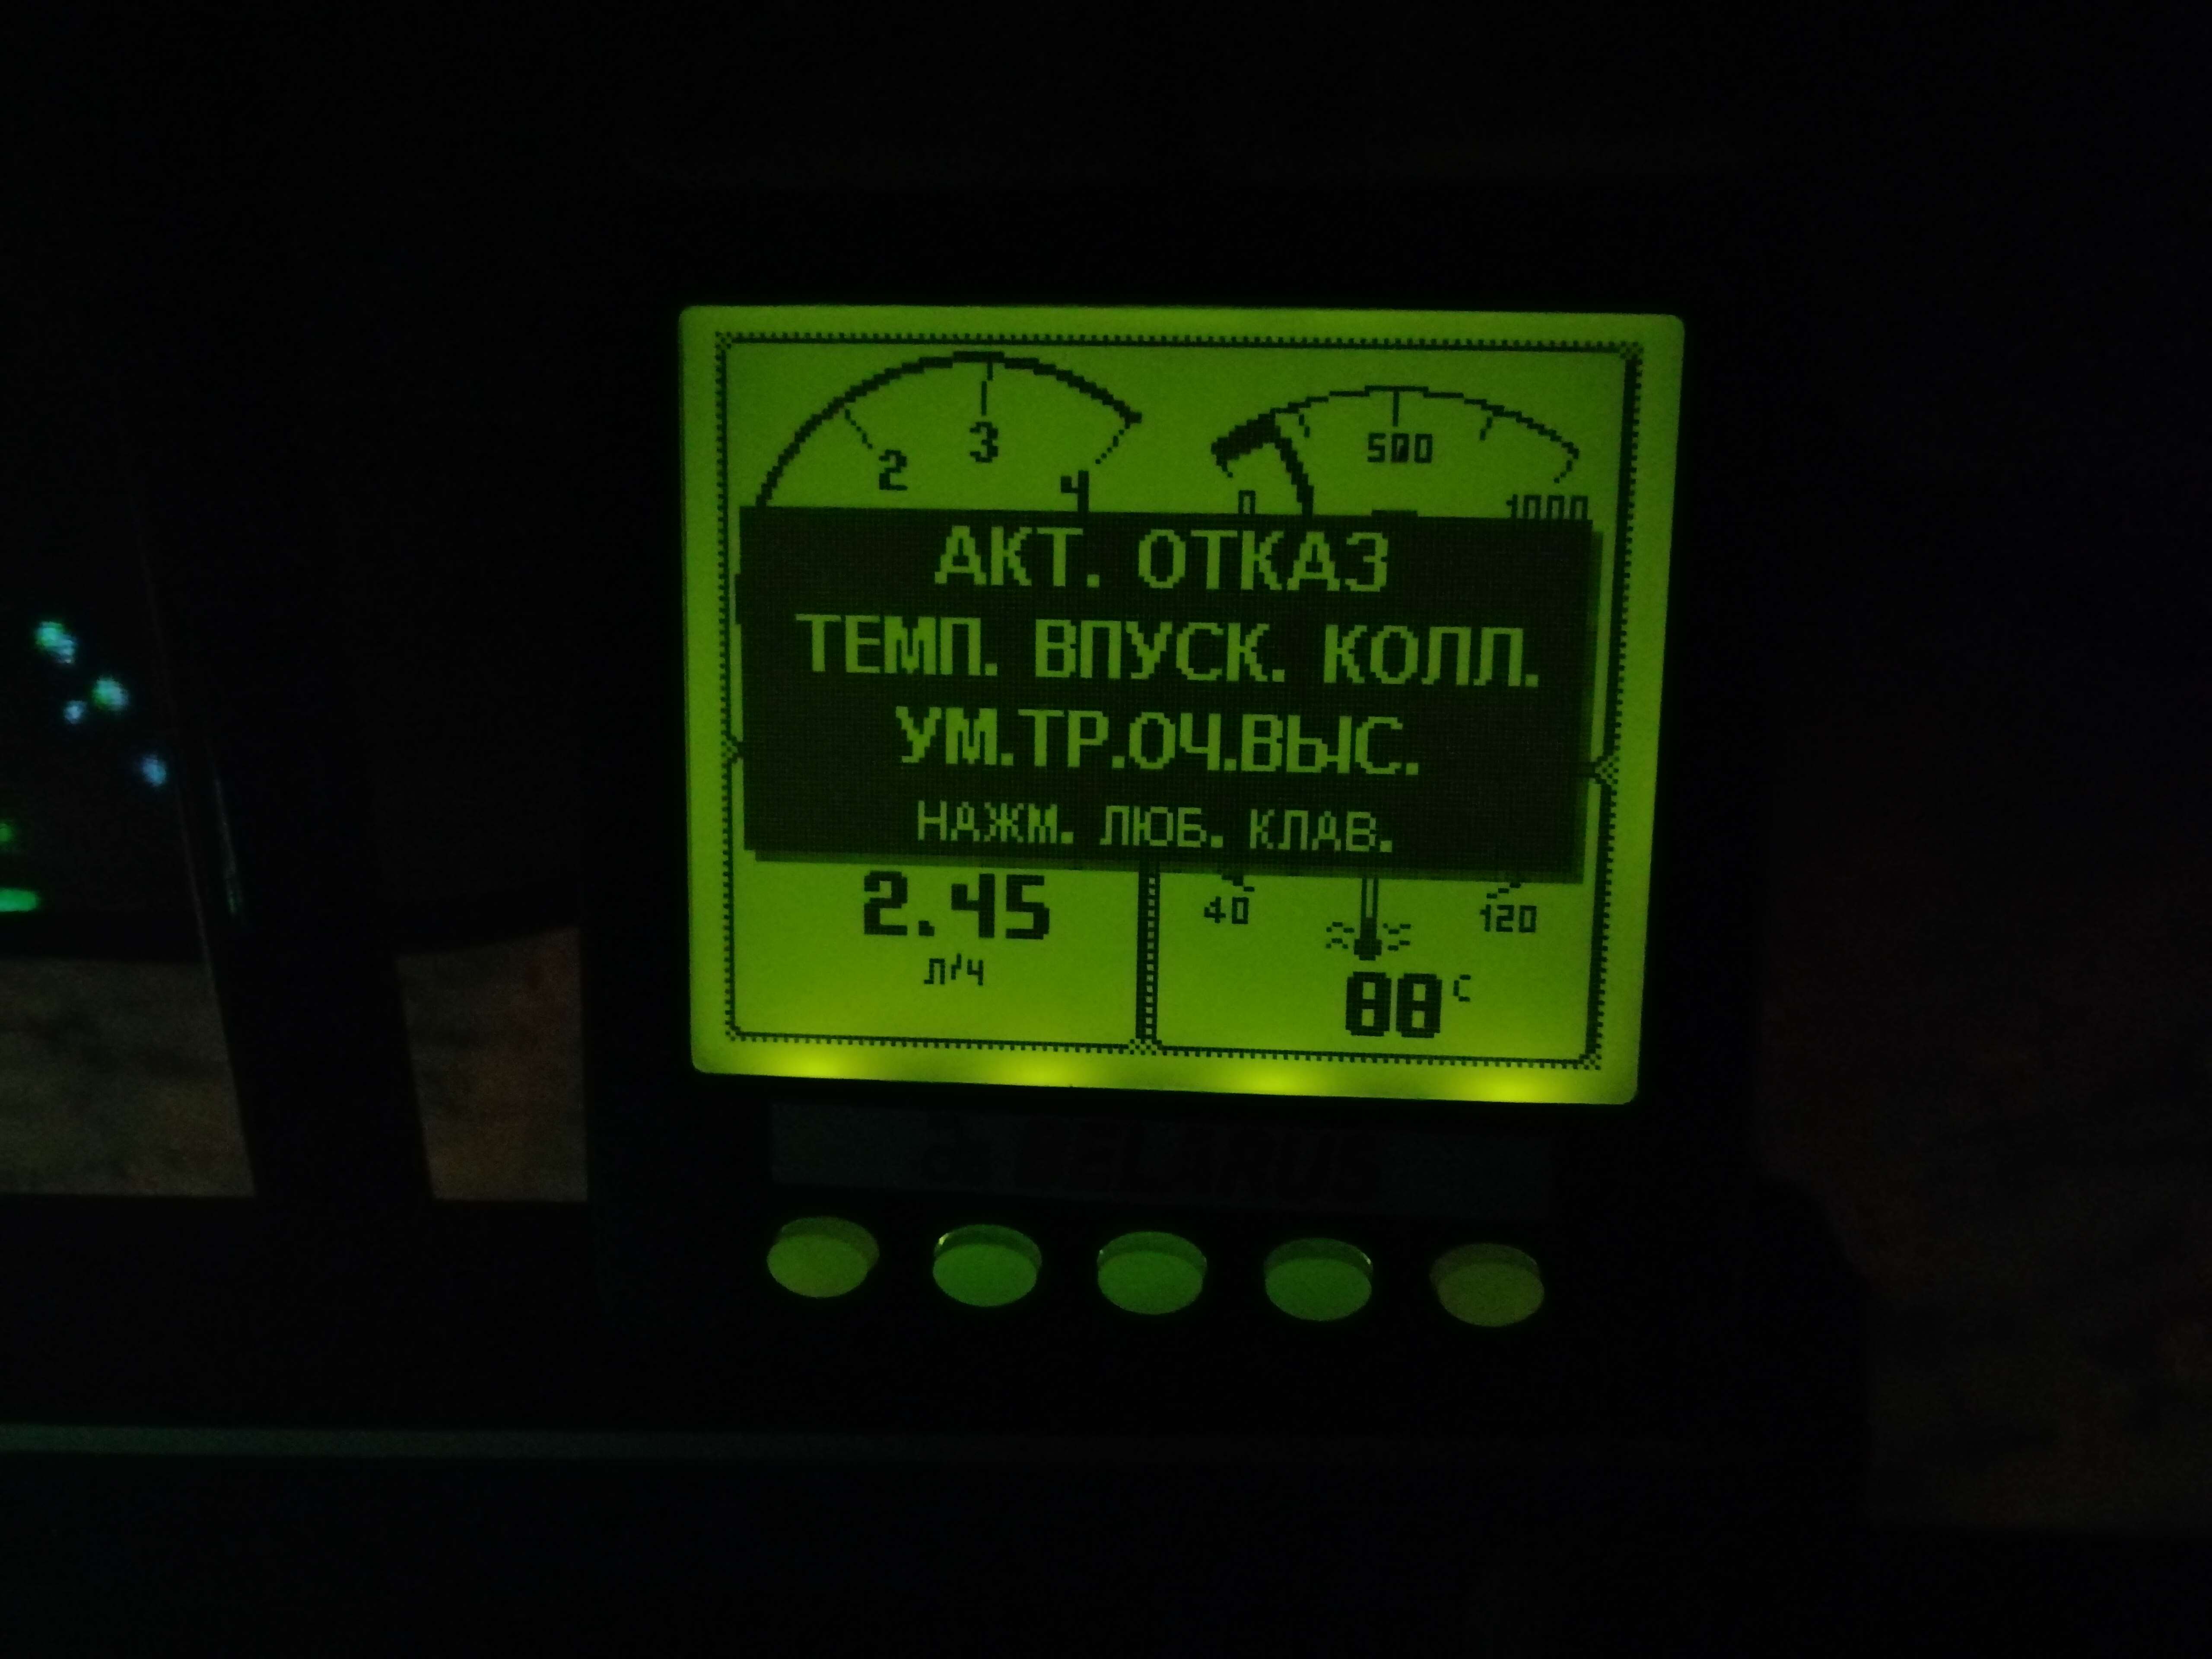 2
3
4
0
500
1000
АКТ. ОТКАЗ
ТЕМП. ВПУСК. КОЛЛ.
УМ.ТР.ОЧ.ВЫС.
НАЖМ. ЛЮБ. КЛАВ.
2.45
л/ч
40
120
88 C
BELARUS